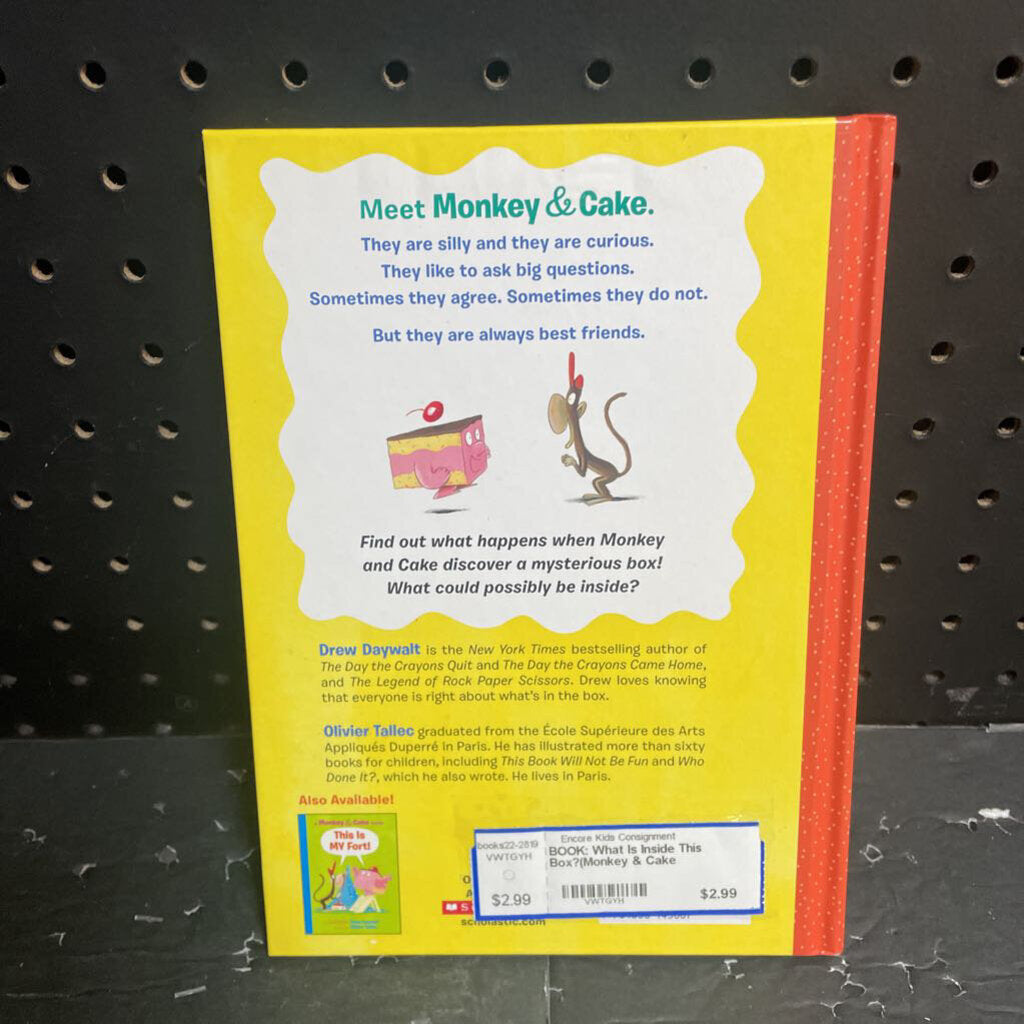 Meet Monkey & Cake.
They are silly and they are curious.
They like to ask big questions.
Sometimes they agree. Sometimes they do not.
But they are always best friends.
Find out what happens when Monkey
and Cake discover a mysterious box!
What could possibly be inside?
Drew Daywalt is the New York Times bestselling author of
The Day the Crayons Quit and The Day the Crayons Came Home,
and The Legend of Rock Paper Scissors. Drew loves knowing
that everyone is right about what's in the box.
Olivier Tallec graduated from the École Supérieure des Arts
Appliqués Duperré in Paris. He has illustrated more than sixty
books for children, including This Book Will Not Be Fun and Who
Done It?, which he also wrote. He lives in Paris.
Also Available!
Monkey & Cake
This Is
MY Fort!
books22-2819
VWTGYH
$2.99
Encore Kids Consignment
BOOK: What Is Inside This
Box?(Monkey & Cake
VWTGYH
$2.99
scholastic.com